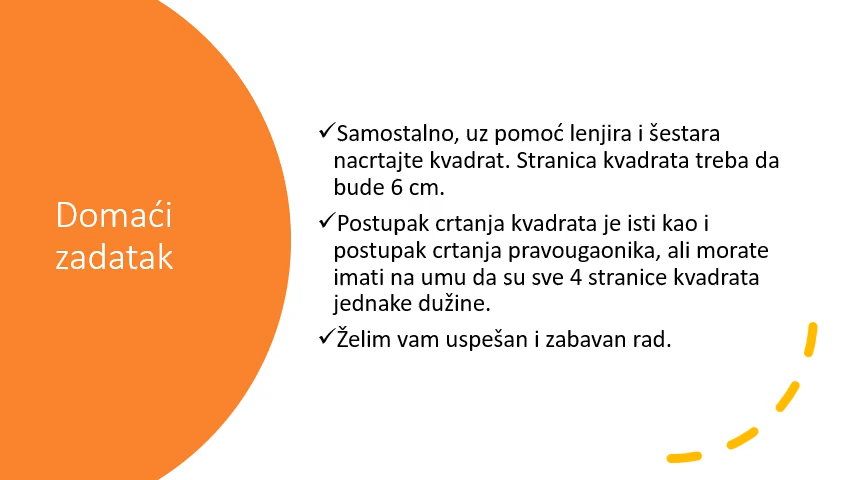 Domaći
zadatak
✓Samostalno, uz pomoć lenjira i šestara
nacrtajte kvadrat. Stranica kvadrata treba da
bude 6 cm.
✓Postupak crtanja kvadrata je isti kao i
postupak crtanja pravougaonika, ali morate
imati na umu da su sve 4 stranice kvadrata
jednake dužine.
✓Želim vam uspešan i zabavan rad.